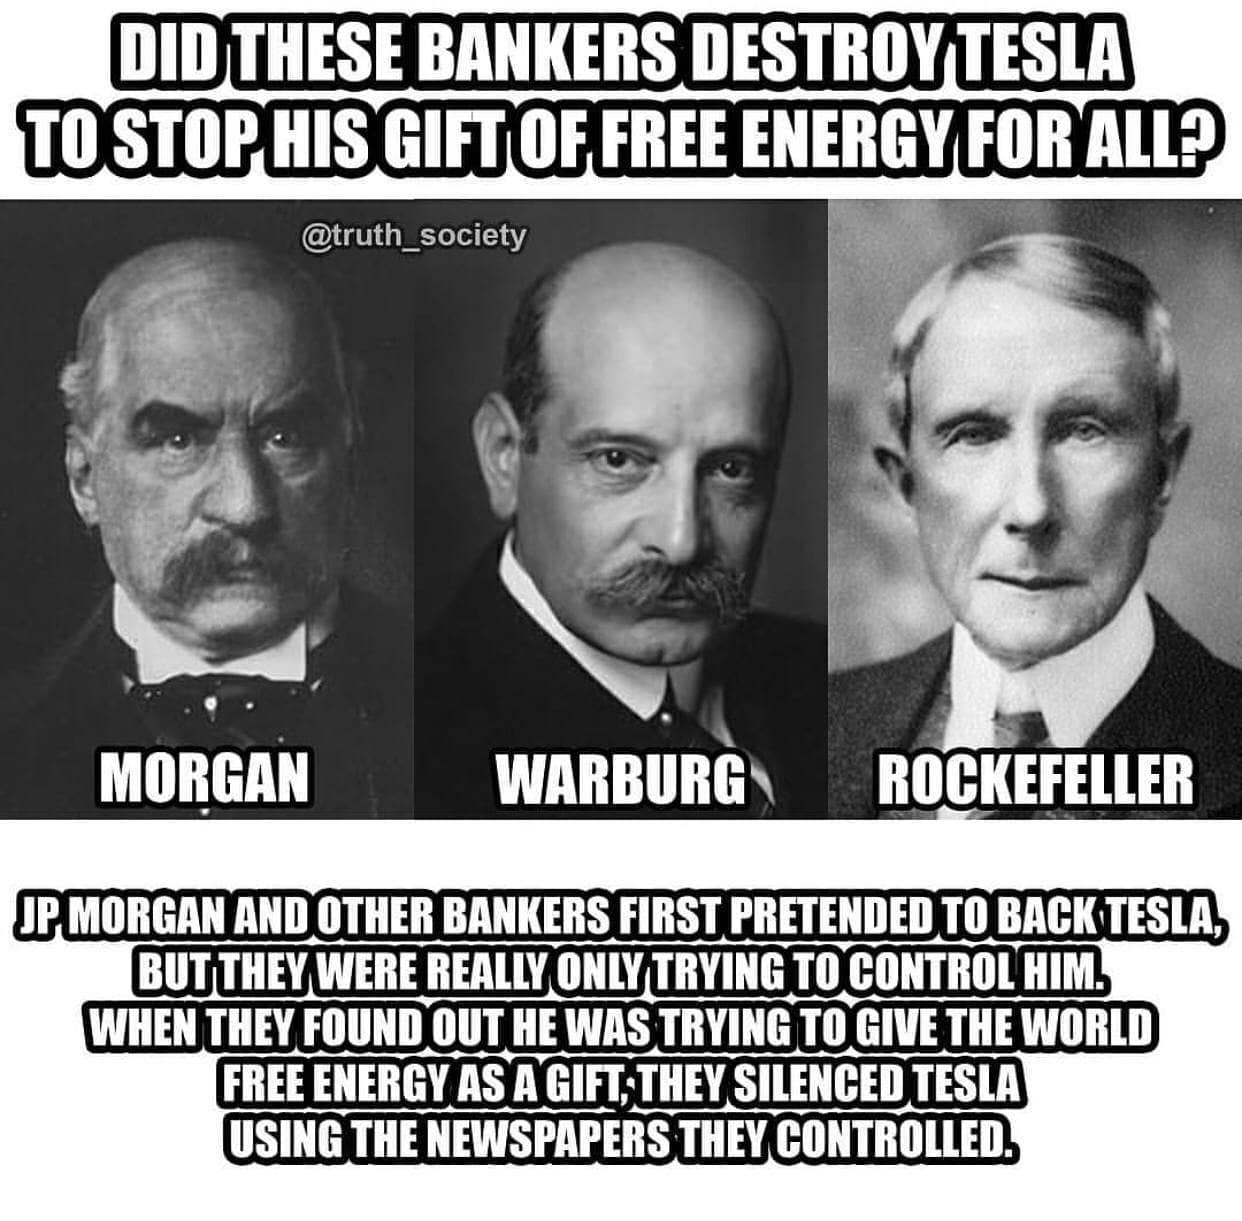 DID THESE BANKERS DESTROY TESLA
TO STOP HIS GIFT OF FREE ENERGY FOR ALL?
@truth_society
MORGAN
WARBURG
ROCKEFELLER
JP MORGAN AND OTHER BANKERS FIRST PRETENDED TO BACK TESLA,
BUT THEY WERE REALLY ONLY TRYING TO CONTROL HIM.
WHEN THEY FOUND OUT HE WAS TRYING TO GIVE THE WORLD
FREE ENERGY AS A GIFT, THEY SILENCED TESLA
USING THE NEWSPAPERS THEY CONTROLLED.